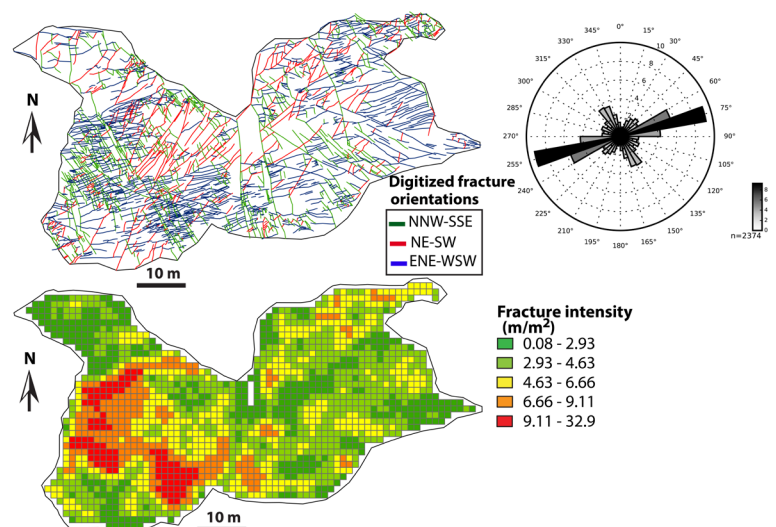 N
10 m
Digitized fracture
orientations
NNW-SSE
NE-SW
ENE-WSW
0°
15°
30°
45°
60°
75°
90°
105°
120°
135°
150°
165°
180°
195°
210°
225°
240°
255°
270°
285°
300°
315°
330°
345°
10
8
6
4
8
6
4
2
0
n=2374
N
10 m
Fracture intensity
(m/m²)
0.08 - 2.93
2.93 - 4.63
4.63 - 6.66
6.66 - 9.11
9.11 - 32.9